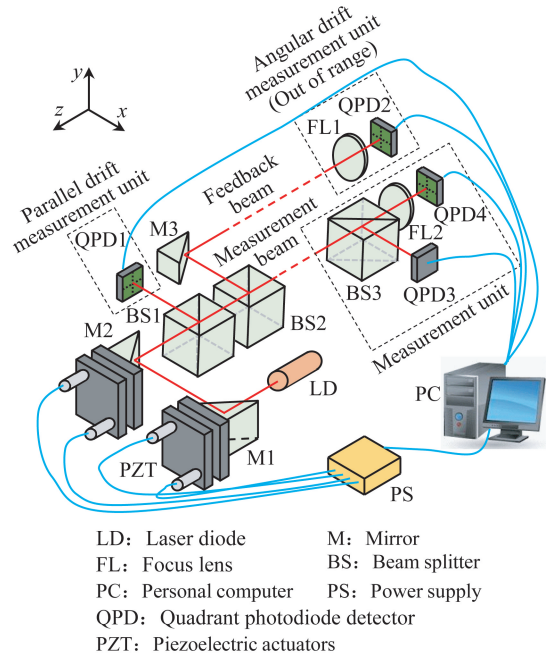 y
z
x
Angular drift
measurement unit
(Out of range)
QPD2
FL1
Parallel drift
measurement unit
Feedback
beam
QPD1
M3
Measurement
beam
QPD4
FL2
BS3
QPD3
BS1
BS2
Measurement unit
M2
LD
PC
M1
PZT
PS
LD: Laser diode
M: Mirror
FL: Focus lens
BS: Beam splitter
PC: Personal computer
PS: Power supply
QPD: Quadrant photodiode detector
PZT: Piezoelectric actuators